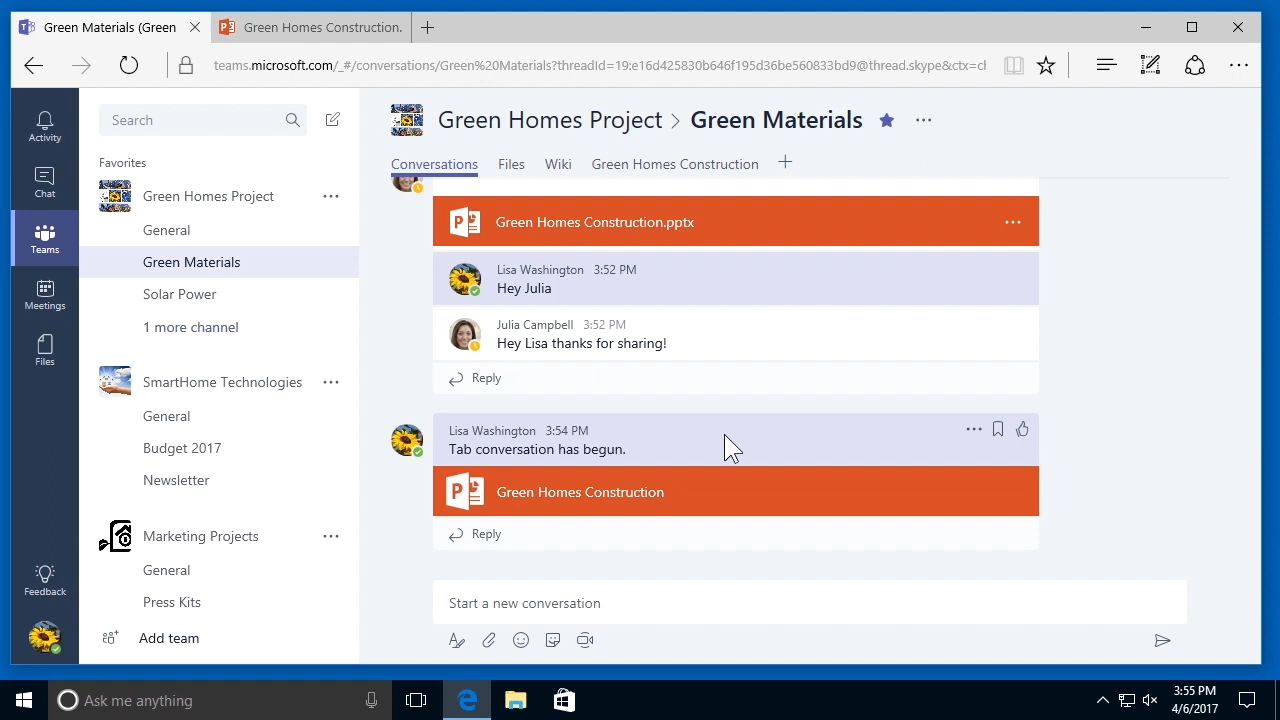 Green Materials (Green
Green Homes Construction.
teams.microsoft.com/_#/conversations/Green%20Materials?threadId=19:e16d425830b646f195d36be560833bd9@thread.skype&ctx=cl
Activity
Chat
Teams
Meetings
Files
Feedback
Search
Favorites
Green Homes Project
General
Green Materials
Solar Power
1 more channel
SmartHome Technologies
General
Budget 2017
Newsletter
Marketing Projects
General
Press Kits
Add team
Green Homes Project > Green Materials
Conversations Files Wiki Green Homes Construction
Green Homes Construction.pptx
Lisa Washington 3:52 PM
Hey Julia
Julia Campbell 3:52 PM
Hey Lisa thanks for sharing!
Reply
Lisa Washington 3:54 PM
Tab conversation has begun.
Green Homes Construction
Reply
Start a new conversation
Ask me anything
3:55 PM
4/6/2017